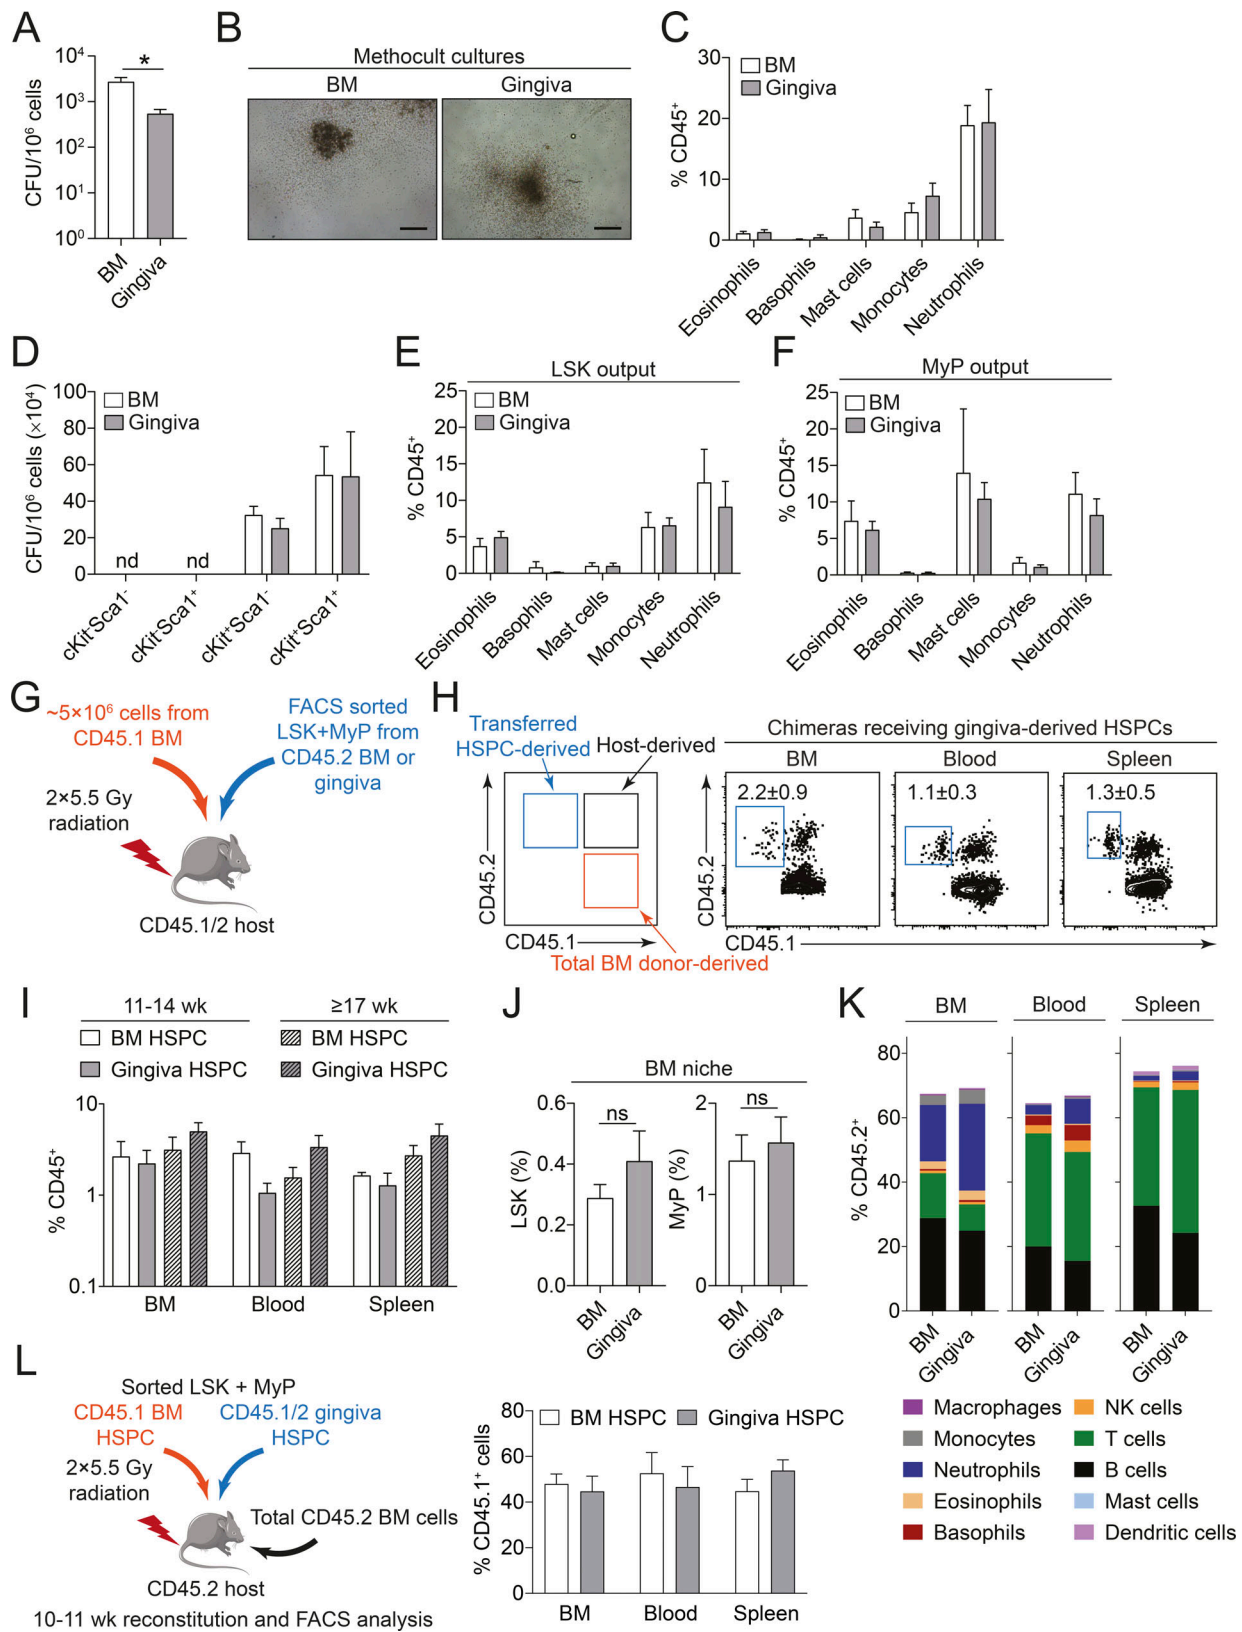 A
10⁴
10³
10²
10¹
10⁰
CFU/10⁶ cells
*
BM
Gingiva
B
Methocult cultures
BM
Gingiva
C
30
20
10
0
% CD45⁺
BM
Gingiva
Eosinophils
Basophils
Mast cells
Monocytes
Neutrophils
D
100
80
60
40
20
0
CFU/10⁶ cells (×10⁴)
BM
Gingiva
nd
nd
cKit⁻Sca1⁻
cKit⁻Sca1⁺
cKit⁺Sca1⁻
cKit⁺Sca1⁺
E
LSK output
25
20
15
10
5
0
% CD45⁺
BM
Gingiva
Eosinophils
Basophils
Mast cells
Monocytes
Neutrophils
F
MyP output
25
20
15
10
5
0
% CD45⁺
BM
Gingiva
Eosinophils
Basophils
Mast cells
Monocytes
Neutrophils
G
~5×10⁶ cells from
CD45.1 BM
FACS sorted
LSK+MyP from
CD45.2 BM or
gingiva
2×5.5 Gy
radiation
CD45.1/2 host
H
Transferred
HSPC-derived
Host-derived
CD45.2
CD45.1
Total BM donor-derived
Chimeras receiving gingiva-derived HSPCs
BM
Blood
Spleen
2.2±0.9
1.1±0.3
1.3±0.5
CD45.2
CD45.1
I
11-14 wk
≥17 wk
BM HSPC
BM HSPC
Gingiva HSPC
Gingiva HSPC
10
1
0.1
% CD45⁺
BM
Blood
Spleen
J
BM niche
0.6
0.4
0.2
0.0
LSK (%)
ns
BM
Gingiva
2
1
0
MyP (%)
ns
BM
Gingiva
K
BM
Blood
Spleen
80
60
40
20
0
% CD45.2⁺
BM
Gingiva
BM
Gingiva
BM
Gingiva
Macrophages
NK cells
Monocytes
T cells
Neutrophils
B cells
Eosinophils
Mast cells
Basophils
Dendritic cells
L
Sorted LSK + MyP
CD45.1 BM
HSPC
CD45.1/2 gingiva
HSPC
2×5.5 Gy
radiation
Total CD45.2 BM cells
CD45.2 host
10-11 wk reconstitution and FACS analysis
80
60
40
20
0
% CD45.1⁺ cells
BM HSPC
Gingiva HSPC
BM
Blood
Spleen